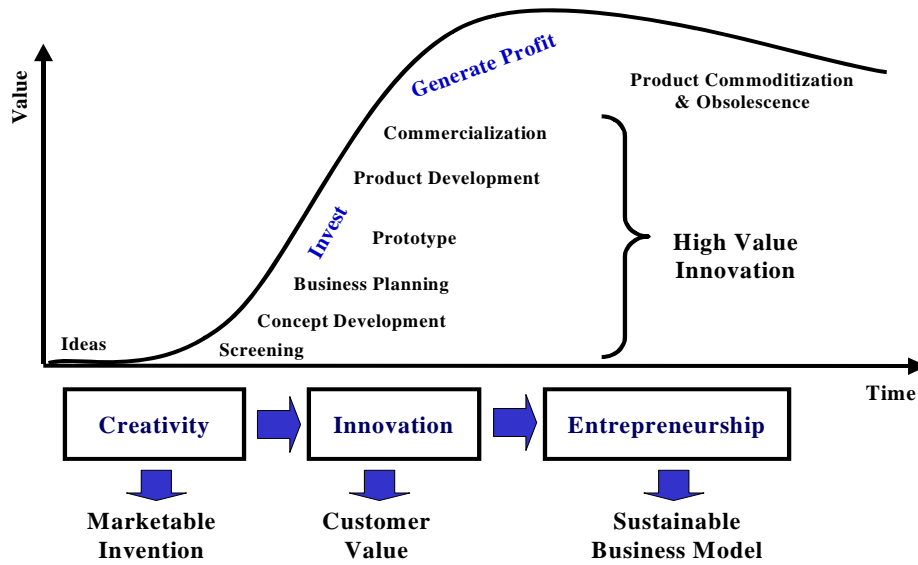 Value
Generate Profit
Product Commoditization
& Obsolescence
Commercialization
Product Development
Invest
Prototype
High Value
Innovation
Business Planning
Concept Development
Ideas
Screening
Time
Creativity
Innovation
Entrepreneurship
Marketable
Invention
Customer
Value
Sustainable
Business Model